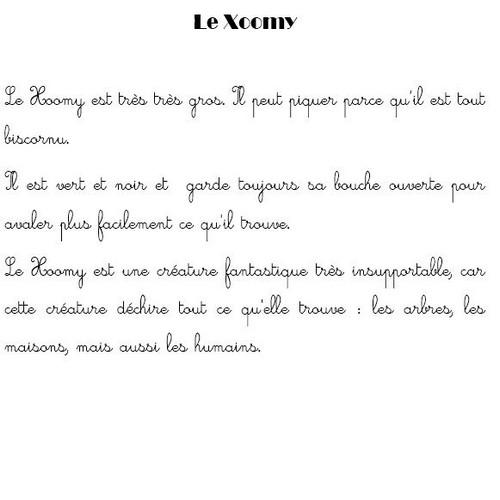 Le Xoomy
Le Xoomy est très très gros. Il peut piquer parce qu'il est tout
biscornu.
Il est vert et noir et garde toujours sa bouche ouverte pour
avaler plus facilement ce qu'il trouve.
Le Xoomy est une créature fantastique très insupportable, car
cette créature déchire tout ce qu'elle trouve : les arbres, les
maisons, mais aussi les humains.